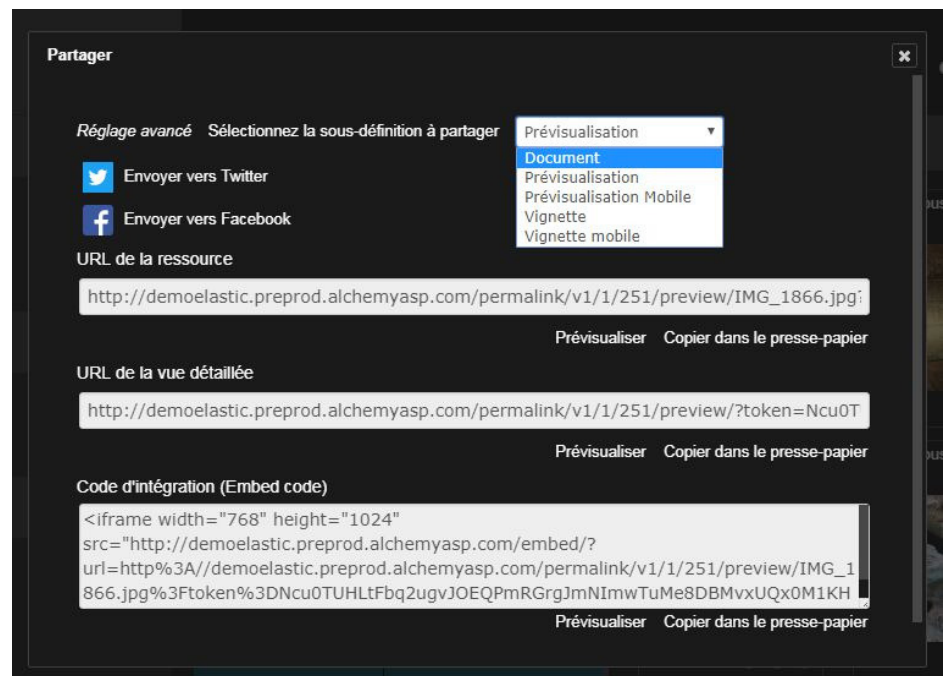 Partager
Réglage avancé Sélectionnez la sous-définition à partager Prévisualisation
Document
Prévisualisation
Prévisualisation Mobile
Vignette
Vignette mobile
Envoyer vers Twitter
Envoyer vers Facebook
URL de la ressource
http://demoelastic.preprod.alchemyasp.com/permalink/v1/1/251/preview/IMG_1866.jpg?
Prévisualiser Copier dans le presse-papier
URL de la vue détaillée
http://demoelastic.preprod.alchemyasp.com/permalink/v1/1/251/preview/?token=Ncu0T
Prévisualiser Copier dans le presse-papier
Code d'intégration (Embed code)
<iframe width="768" height="1024"
src="http://demoelastic.preprod.alchemyasp.com/embed/?
url=http%3A//demoelastic.preprod.alchemyasp.com/permalink/v1/1/251/preview/IMG_1
866.jpg%3Ftoken%3DNcu0TUHLtFbq2ugvJOEQPmRGrgJmNImwTuMe8DBMvxUQx0M1KH
Prévisualiser Copier dans le presse-papier